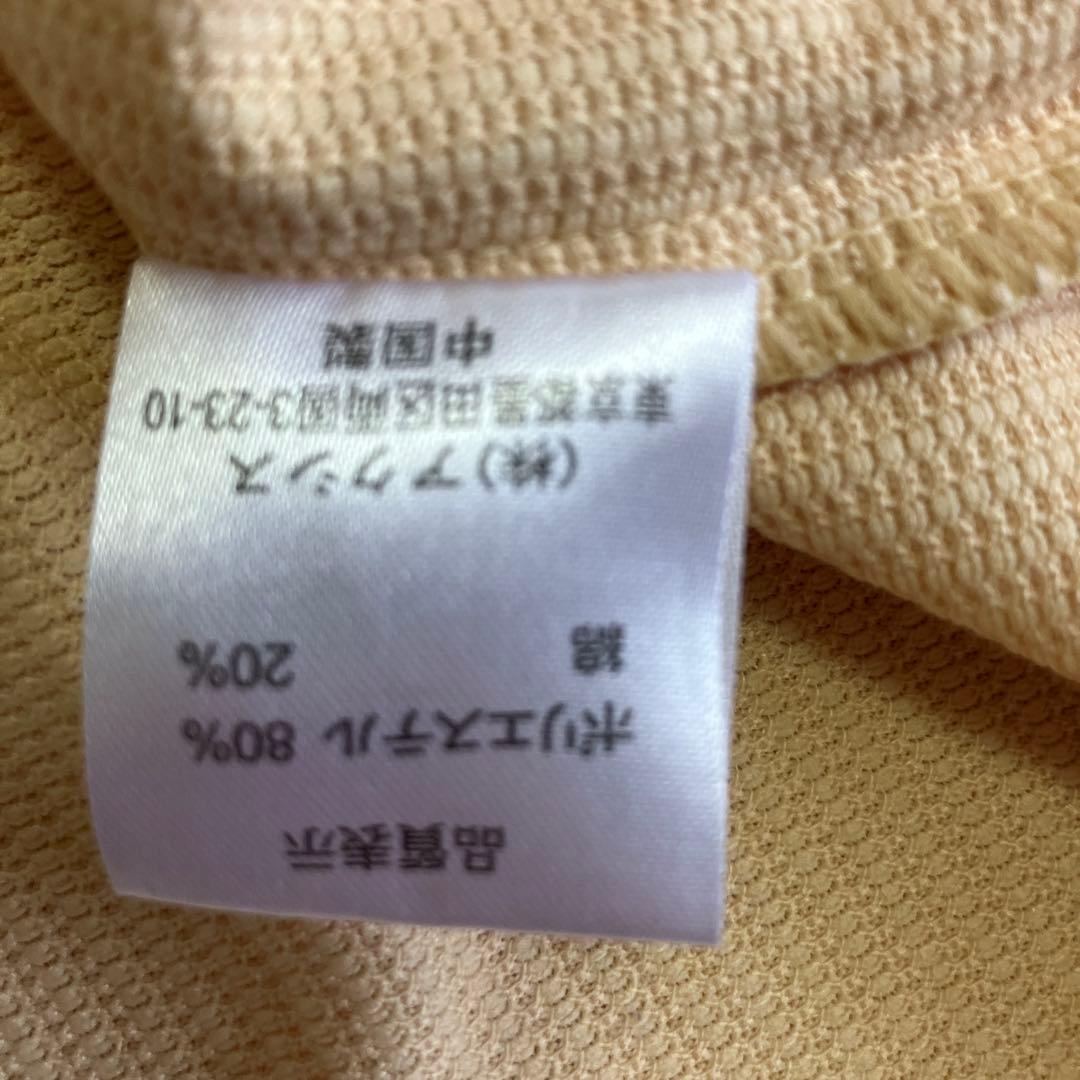 品質表示
ポリエステル 80%
綿 20%
(株)アクシス
東京都墨田区両国3-23-10
中国製